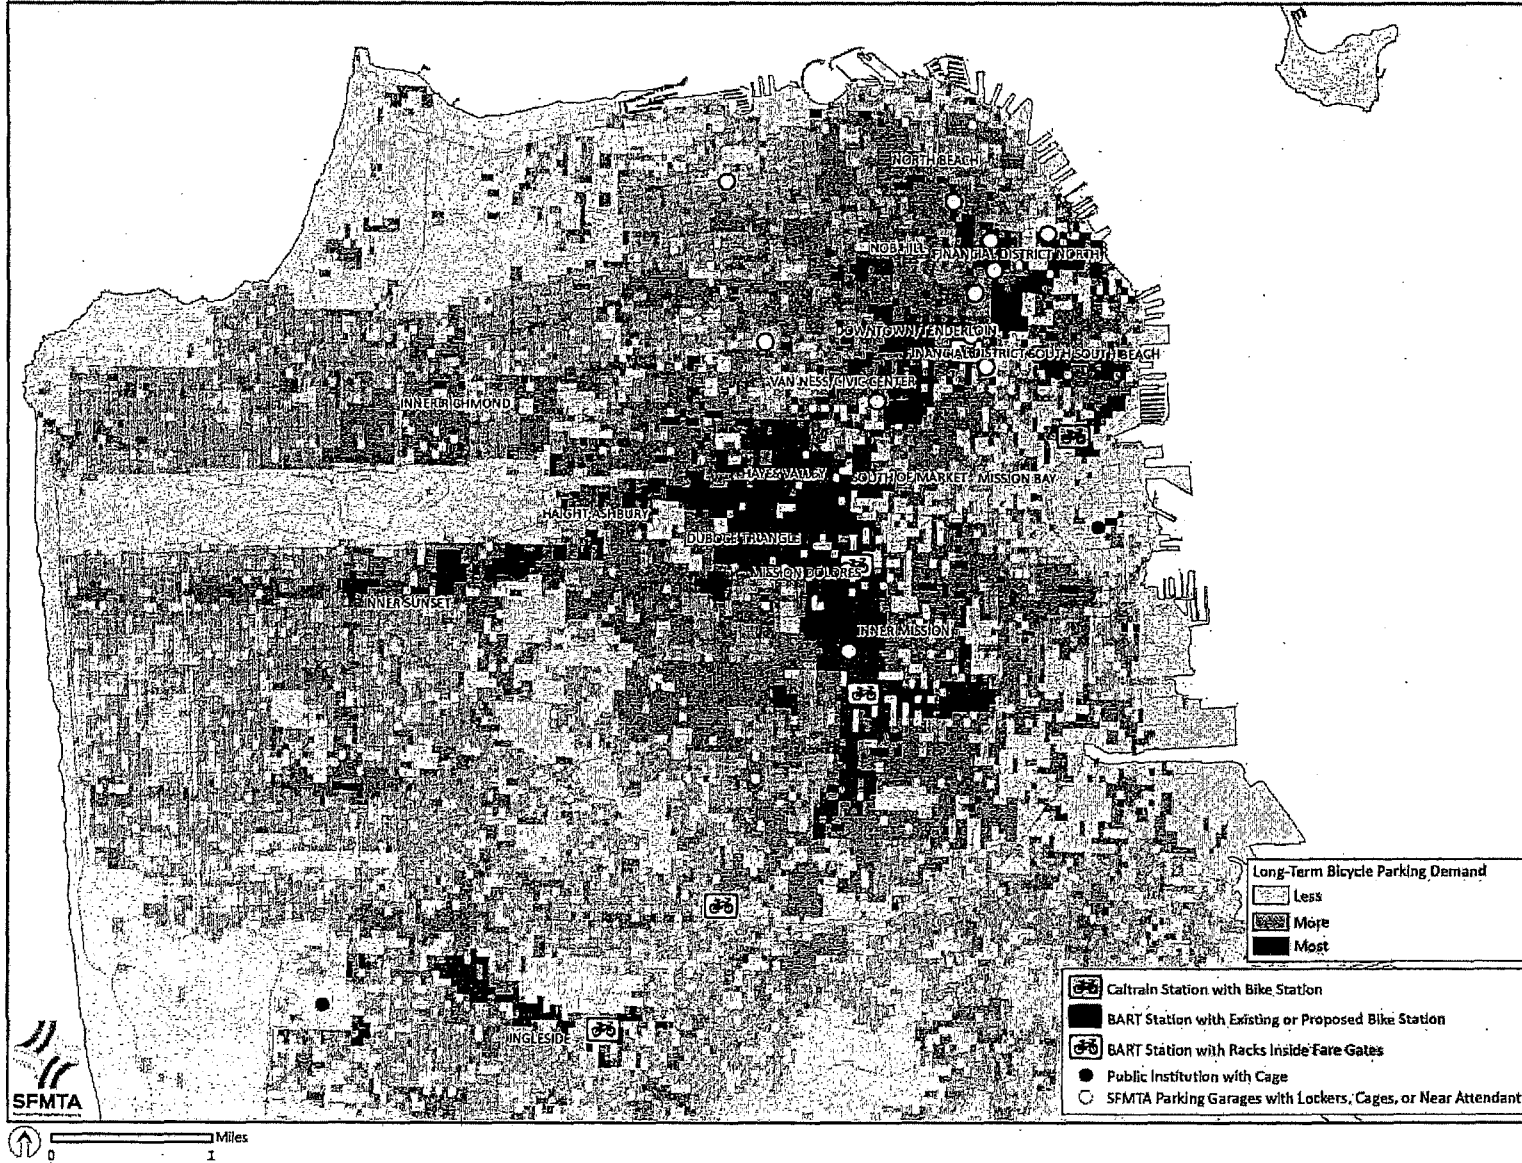 NORTH BEACH
NOB HILL
FINANCIAL DISTRICT NORTH
DOWNTOWN / TENDERLOIN
FINANCIAL DISTRICT SOUTH
SOUTH BEACH
VAN NESS/CIVIC CENTER
INNER RICHMOND
HAYES VALLEY
SOUTH OF MARKET
MISSION BAY
HAIGHT ASHBURY
DUBOCE TRIANGLE
MISSION DOLORES
INNER SUNSET
INNER MISSION
INGLESIDE
Long-Term Bicycle Parking Demand
Less
More
Most
Caltrain Station with Bike Station
BART Station with Existing or Proposed Bike Station
BART Station with Racks Inside Fare Gates
Public Institution with Cage
SFMTA Parking Garages with Lockers, Cages, or Near Attendant
SFMTA
Miles
0
1